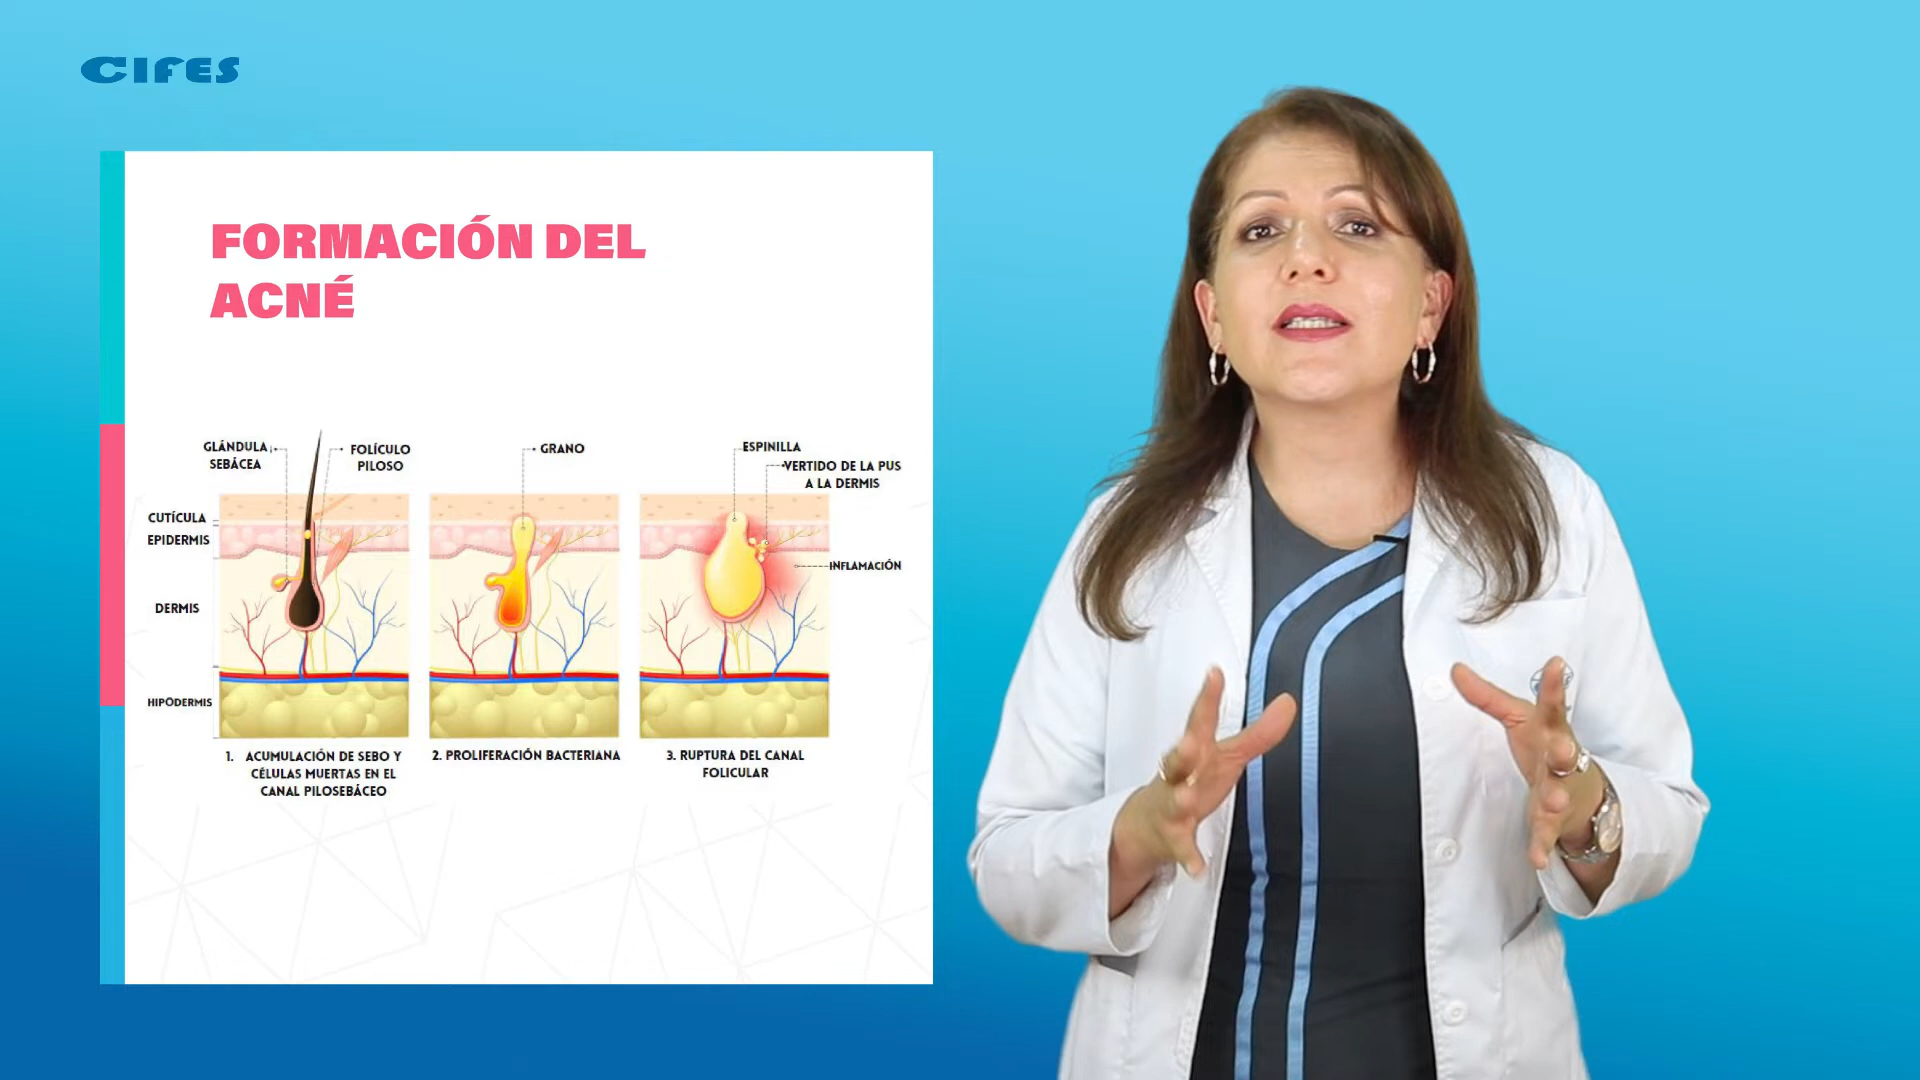 CIFES
FORMACIÓN DEL
ACNÉ
GLÁNDULA
SEBÁCEA
FOLÍCULO
PILOSO
GRANO
ESPINILLA
VERTIDO DE LA PUS
A LA DERMIS
CUTÍCULA
EPIDERMIS
INFLAMACIÓN
DERMIS
HIPODERMIS
1. ACUMULACIÓN DE SEBO Y
CÉLULAS MUERTAS EN EL
CANAL PILOSEBÁCEO
2. PROLIFERACIÓN BACTERIANA
3. RUPTURA DEL CANAL
FOLICULAR